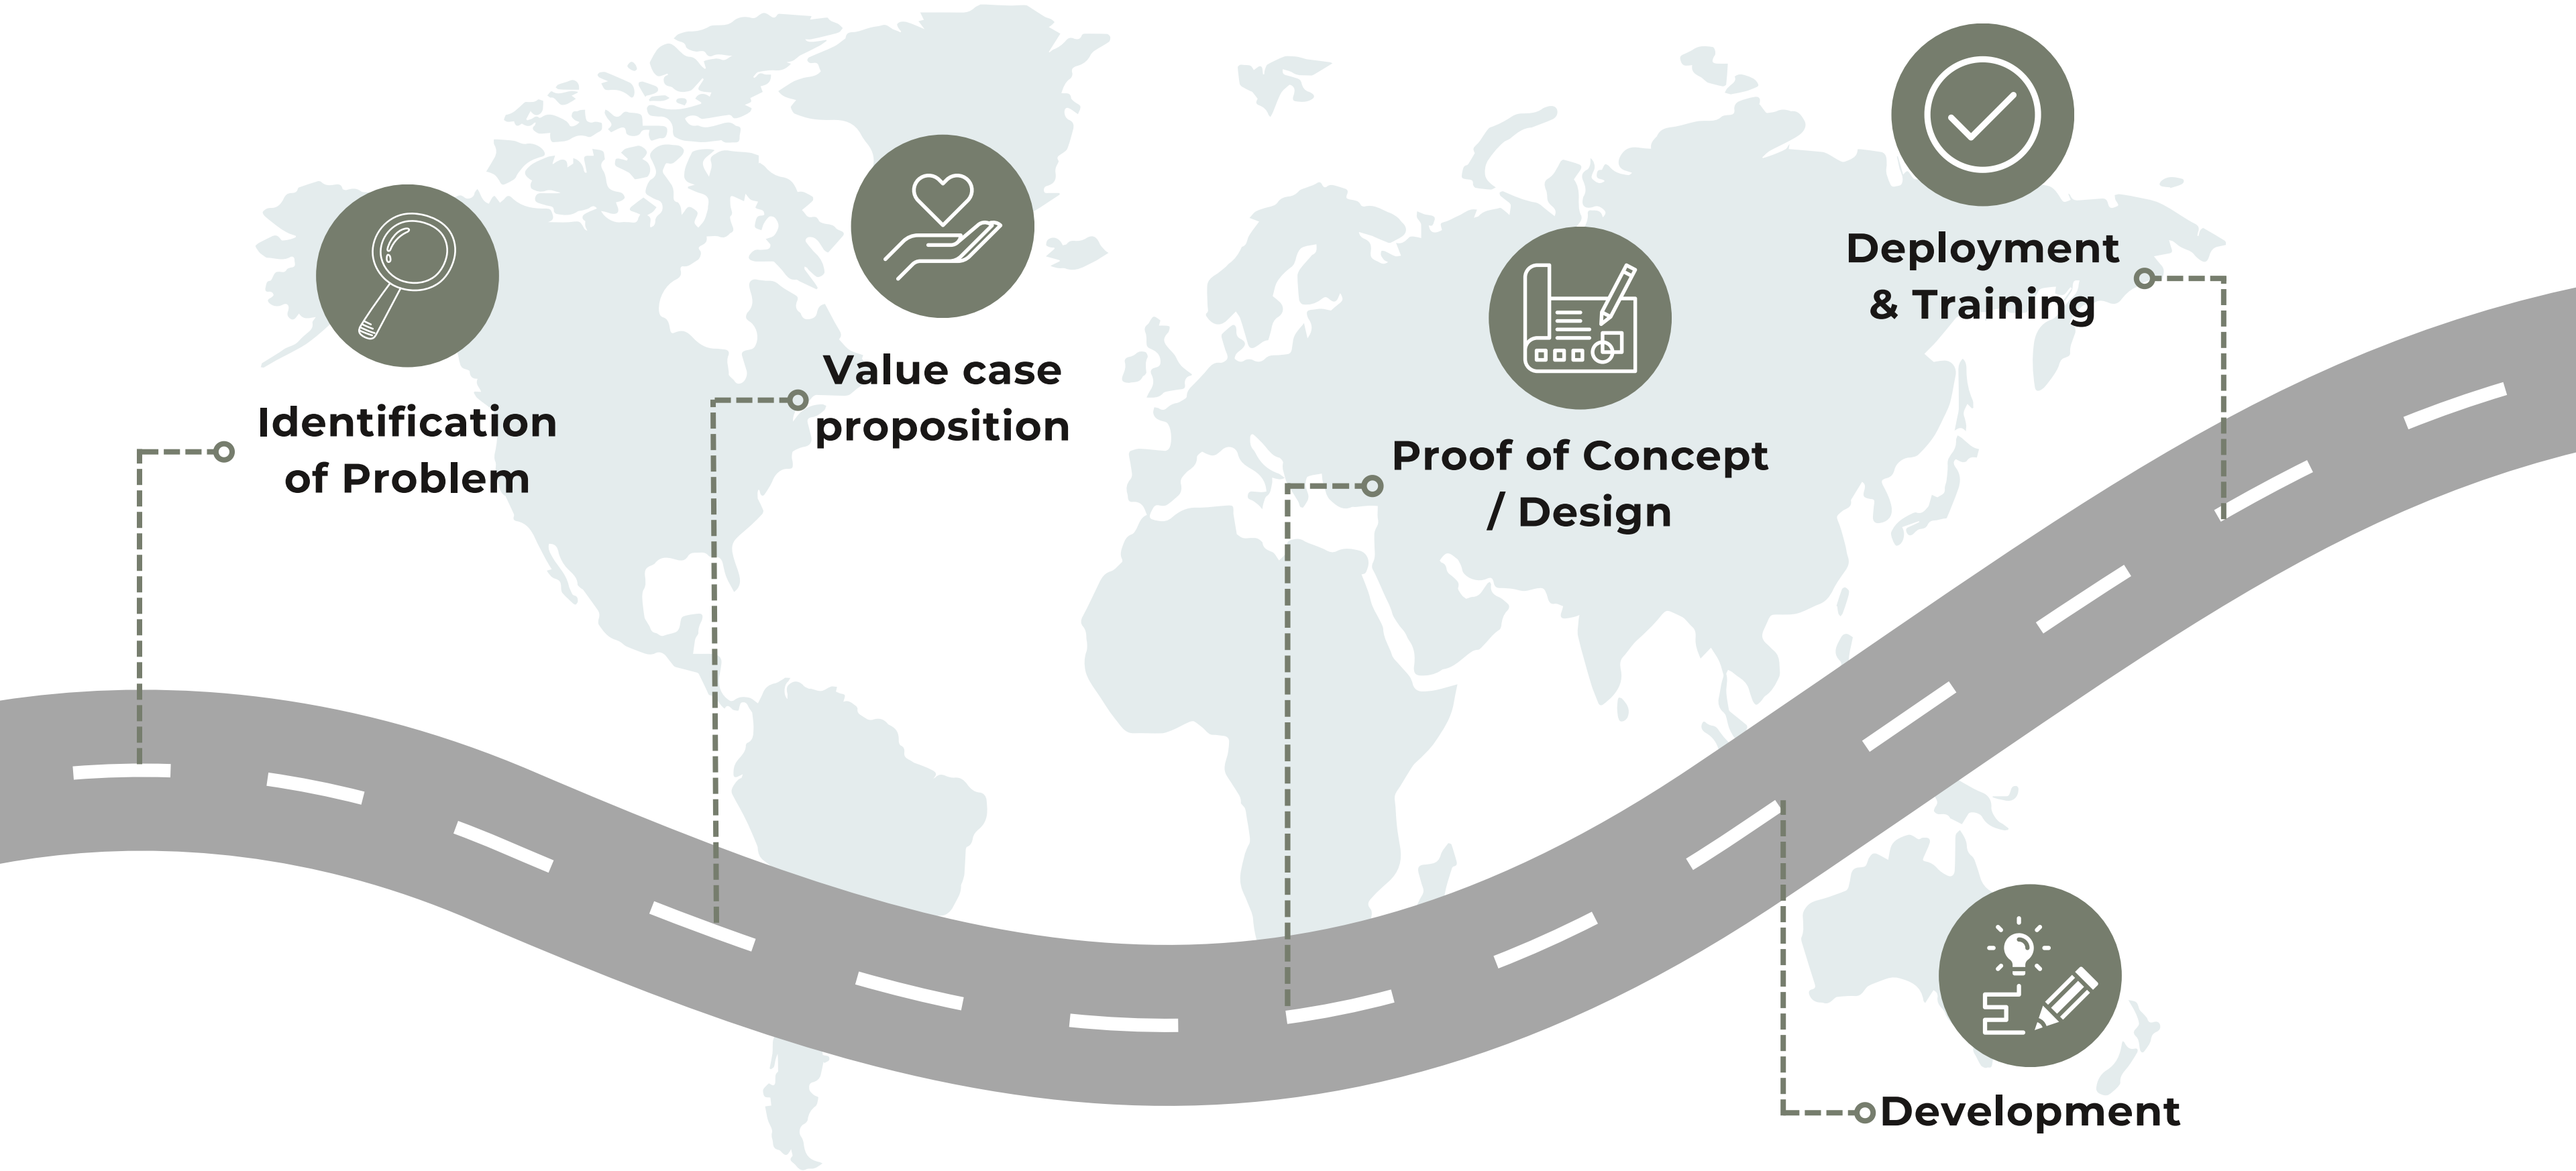 Identification
of Problem
Value case
proposition
Proof of Concept
/ Design
Development
Deployment
& Training